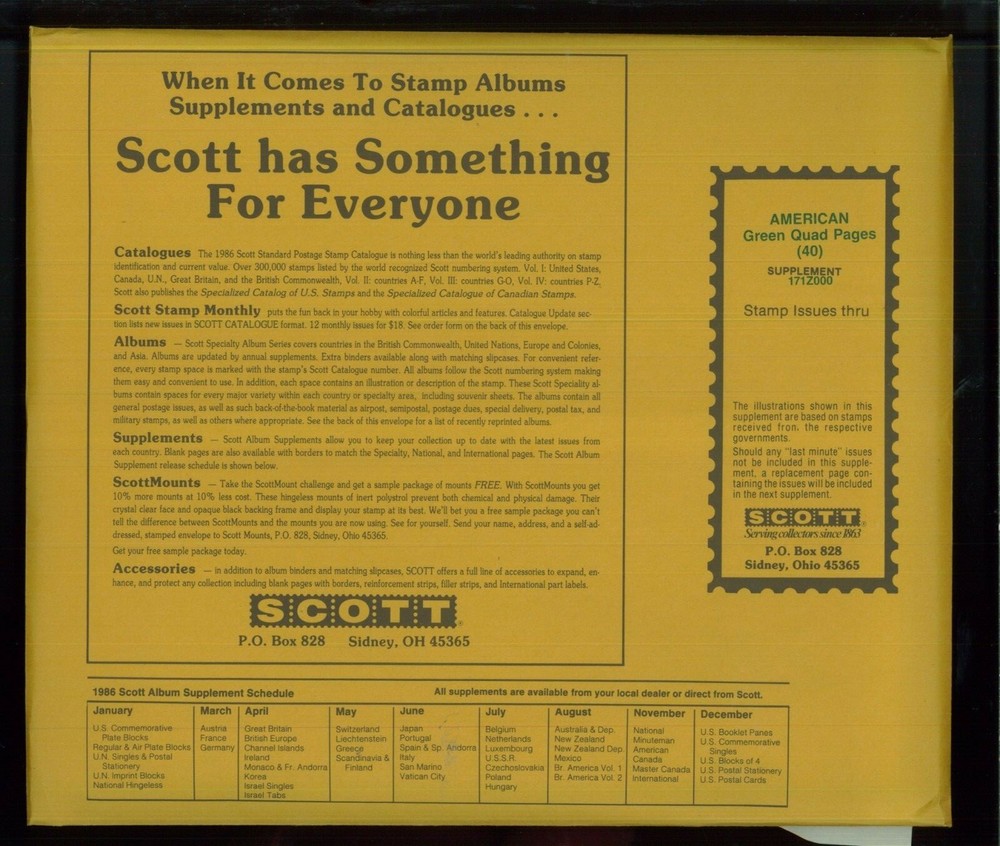 When It Comes To Stamp Albums
Supplements and Catalogues . . .
Scott has Something
For Everyone
Catalogues The 1986 Scott Standard Postage Stamp Catalogue is nothing less than the world's leading authority on stamp
identification and current value. Over 300,000 stamps listed by the world recognized Scott numbering system. Vol. I: United States,
Canada, U.N., Great Britain, and the British Commonwealth, Vol. II: countries A-F, Vol. III: countries G-O, Vol. IV: countries P-Z,
Scott also publishes the Specialized Catalog of U.S. Stamps and the Specialized Catalogue of Canadian Stamps.
Scott Stamp Monthly puts the fun back in your hobby with colorful articles and features. Catalogue Update sec-
tion lists new issues in SCOTT CATALOGUE format. 12 monthly issues for $18. See order form on the back of this envelope.
Albums — Scott Specialty Album Series covers countries in the British Commonwealth, United Nations, Europe and Colonies,
and Asia. Albums are updated by annual supplements. Extra binders available along with matching slipcases. For convenient refer-
ence, every stamp space is marked with the stamp's Scott Catalogue number. All albums follow the Scott numbering system making
them easy and convenient to use. In addition, each space contains an illustration or description of the stamp. These Scott Speciality al-
bums contain spaces for every major variety within each country or specialty area, including souvenir sheets. The albums contain all
general postage issues, as well as such back-of-the-book material as airpost, semipostal, postage dues, special delivery, postal tax, and
military stamps, as well as others where appropriate. See the back of this envelope for a list of recently reprinted albums.
Supplements — Scott Album Supplements allow you to keep your collection up to date with the latest issues from
each country. Blank pages are also available with borders to match the Specialty, National, and International pages. The Scott Album
Supplement release schedule is shown below.
ScottMounts — Take the ScottMount challenge and get a sample package of mounts FREE. With ScottMounts you get
10% more mounts at 10% less cost. These hingeless mounts of inert polystrol prevent both chemical and physical damage. Their
crystal clear face and opaque black backing frame and display your stamp at its best. We'll bet you a free sample package you can't
tell the difference between ScottMounts and the mounts you are now using. See for yourself. Send your name, address, and a self-ad-
dressed, stamped envelope to Scott Mounts, P.O. 828, Sidney, Ohio 45365.
Get your free sample package today.
Accessories — in addition to album binders and matching slipcases, SCOTT offers a full line of accessories to expand, en-
hance, and protect any collection including blank pages with borders, reinforcement strips, filler strips, and International part labels.
SCOTT®
P.O. Box 828 Sidney, OH 45365
AMERICAN
Green Quad Pages
(40)
SUPPLEMENT
171Z000
Stamp Issues thru
The illustrations shown in this
supplement are based on stamps
received from. the respective
governments.
Should any "last minute" issues
not be included in this supple-
ment, a replacement page con-
taining the issues will be included
in the next supplement.
SCOTT®
Serving collectors since 1863
P.O. Box 828
Sidney, Ohio 45365
1986 Scott Album Supplement Schedule All supplements are available from your local dealer or direct from Scott.
January
U.S. Commemorative
Plate Blocks
Regular & Air Plate Blocks
U.N. Singles & Postal
Stationery
U.N. Imprint Blocks
National Hingeless
March
Austria
France
Germany
April
Great Britain
British Europe
Channel Islands
Ireland
Monaco & Fr. Andorra
Korea
Israel Singles
Israel Tabs
May
Switzerland
Liechtenstein
Greece
Scandinavia &
Finland
June
Japan
Portugal
Spain & Sp. Andorra
Italy
San Marino
Vatican City
July
Belgium
Netherlands
Luxembourg
U.S.S.R.
Czechoslovakia
Poland
Hungary
August
Australia & Dep.
New Zealand
New Zealand Dep.
Mexico
Br. America Vol. 1
Br. America Vol. 2
November
National
Minuteman
American
Canada
Master Canada
International
December
U.S. Booklet Panes
U.S. Commemorative
Singles
U.S. Blocks of 4
U.S. Postal Stationery
U.S. Postal Cards